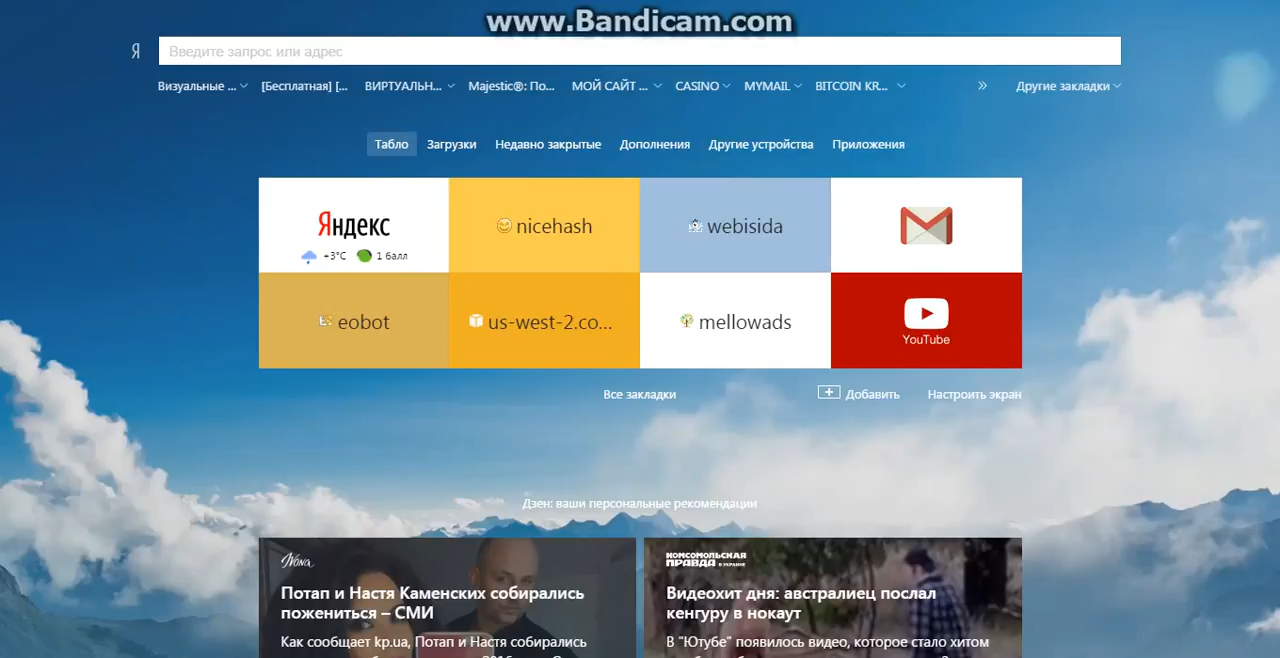 www.Bandicam.com
Я Введите запрос или адрес
Визуальные ... [Бесплатная] [... ВИРТУАЛЬН... Majestic®: По... МОЙ САЙТ ... CASINO MYMAIL BITCOIN KR... » Другие закладки
Табло Загрузки Недавно закрытые Дополнения Другие устройства Приложения
Яндекс nicehash webisida
+3°C 1 балл
eobot us-west-2.co... mellowads YouTube
Все закладки Добавить Настроить экран
Дзен: ваши персональные рекомендации
Ivona
Потап и Настя Каменских собирались
пожениться – СМИ
Как сообщает kp.ua, Потап и Настя собирались
КОМСОМОЛЬСКАЯ
ПРАВДА В УКРАИНЕ
Видеохит дня: австралиец послал
кенгуру в нокаут
В "Ютубе" появилось видео, которое стало хитом